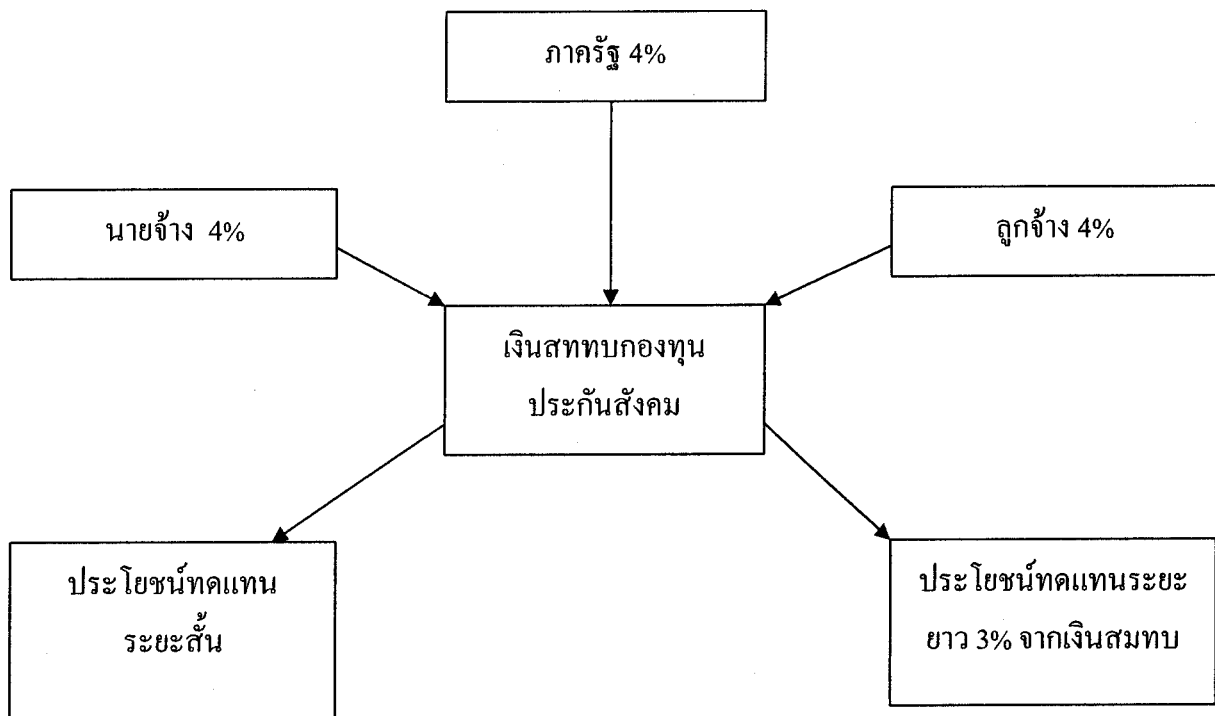 ภาครัฐ 4%
นายจ้าง 4%
ลูกจ้าง 4%
เงินสททบกองทุน
ประกันสังคม
ประโยชน์ทดแทน
ระยะสั้น
ประโยชน์ทดแทนระยะ
ยาว 3% จากเงินสมทบ